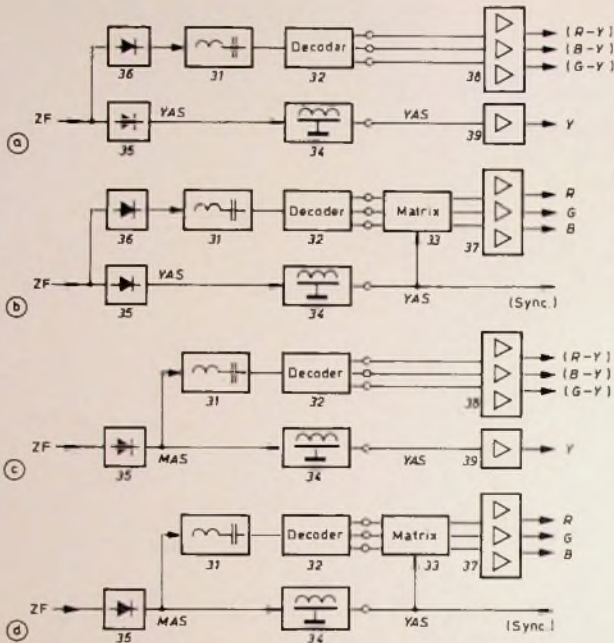 (R-Y)
36 31 Decodar 32 38 (B-Y)
(G-Y)
ZF YAS YAS Y
a 35 34 39
36 31 Decoder 32 Matrix 33 37 R
G
B
ZF YAS
b 35 34 YAS (Sync.)
31 Decoder 32 38 (R-Y)
(B-Y)
(G-Y)
ZF 35 MAS 34 YAS 39 Y
c
31 Decoder 32 Matrix 33 37 R
G
B
ZF 35 MAS 34 YAS (Sync.)
d